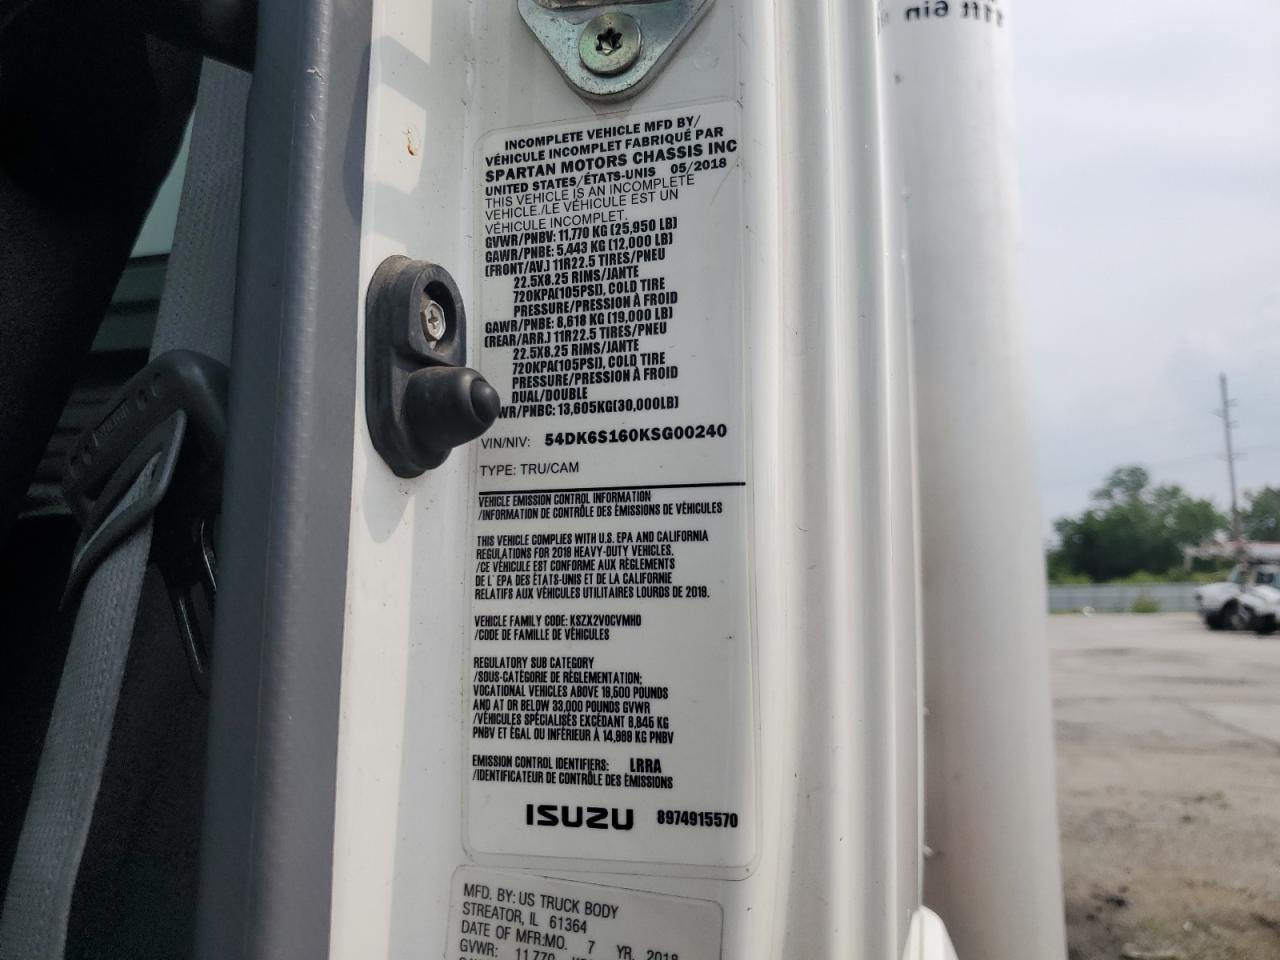 11ft 6in
INCOMPLETE VEHICLE MFD BY/
VÉHICULE INCOMPLET FABRIQUÉ PAR
SPARTAN MOTORS CHASSIS INC
UNITED STATES/ÉTATS-UNIS 05/2018
THIS VEHICLE IS AN INCOMPLETE
VEHICLE./LE VÉHICULE EST UN
VÉHICULE INCOMPLET.
GVWR/PNBV: 11,770 KG (25,950 LB)
GAWR/PNBE: 5,443 KG (12,000 LB)
(FRONT/AV.) 11R22.5 TIRES/PNEU
22.5X8.25 RIMS/JANTE
720KPA(105PSI), COLD TIRE
PRESSURE/PRESSION À FROID
GAWR/PNBE: 8,618 KG (19,000 LB)
(REAR/ARR.) 11R22.5 TIRES/PNEU
22.5X8.25 RIMS/JANTE
720KPA(105PSI), COLD TIRE
PRESSURE/PRESSION À FROID
DUAL/DOUBLE
WR/PNBC: 13,605KG(30,000LB)
VIN/NIV: 54DK6S160KSG00240
TYPE: TRU/CAM
VEHICLE EMISSION CONTROL INFORMATION
/INFORMATION DE CONTRÔLE DES ÉMISSIONS DE VÉHICULES
THIS VEHICLE COMPLIES WITH U.S. EPA AND CALIFORNIA
REGULATIONS FOR 2019 HEAVY-DUTY VEHICLES.
/CE VÉHICULE EST CONFORME AUX RÈGLEMENTS
DE L' EPA DES ÉTATS-UNIS ET DE LA CALIFORNIE
RELATIFS AUX VÉHICULES UTILITAIRES LOURDS DE 2019.
VEHICLE FAMILY CODE: KSZX2VOCVMHD
/CODE DE FAMILLE DE VÉHICULES
REGULATORY SUB CATEGORY
/SOUS-CATÉGORIE DE RÉGLEMENTATION:
VOCATIONAL VEHICLES ABOVE 19,500 POUNDS
AND AT OR BELOW 33,000 POUNDS GVWR
/VÉHICULES SPÉCIALISÉS EXCÉDANT 8,845 KG
PNBV ET ÉGAL OU INFÉRIEUR À 14,969 KG PNBV
EMISSION CONTROL IDENTIFIERS: LRRA
/IDENTIFICATEUR DE CONTRÔLE DES ÉMISSIONS
ISUZU 8974915570
MFD. BY: US TRUCK BODY
STREATOR, IL 61364
DATE OF MFR:MO. 7 YR. 2018
GVWR: 11,770